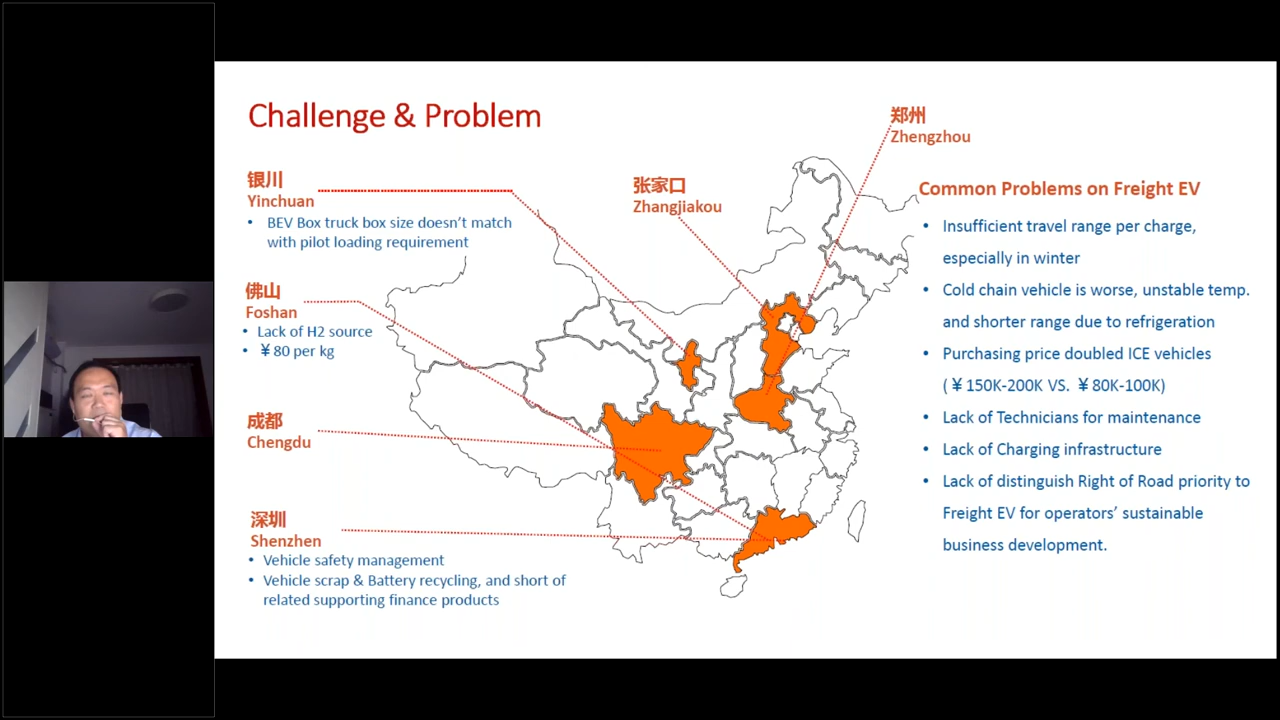 Challenge & Problem
银川
Yinchuan
• BEV Box truck box size doesn’t match
with pilot loading requirement
佛山
Foshan
• Lack of H2 source
• ￥80 per kg
成都
Chengdu
深圳
Shenzhen
• Vehicle safety management
• Vehicle scrap & Battery recycling, and short of
related supporting finance products
张家口
Zhangjiakou
郑州
Zhengzhou
Common Problems on Freight EV
• Insufficient travel range per charge,
especially in winter
• Cold chain vehicle is worse, unstable temp.
and shorter range due to refrigeration
• Purchasing price doubled ICE vehicles
(￥150K-200K VS. ￥80K-100K)
• Lack of Technicians for maintenance
• Lack of Charging infrastructure
• Lack of distinguish Right of Road priority to
Freight EV for operators’ sustainable
business development.